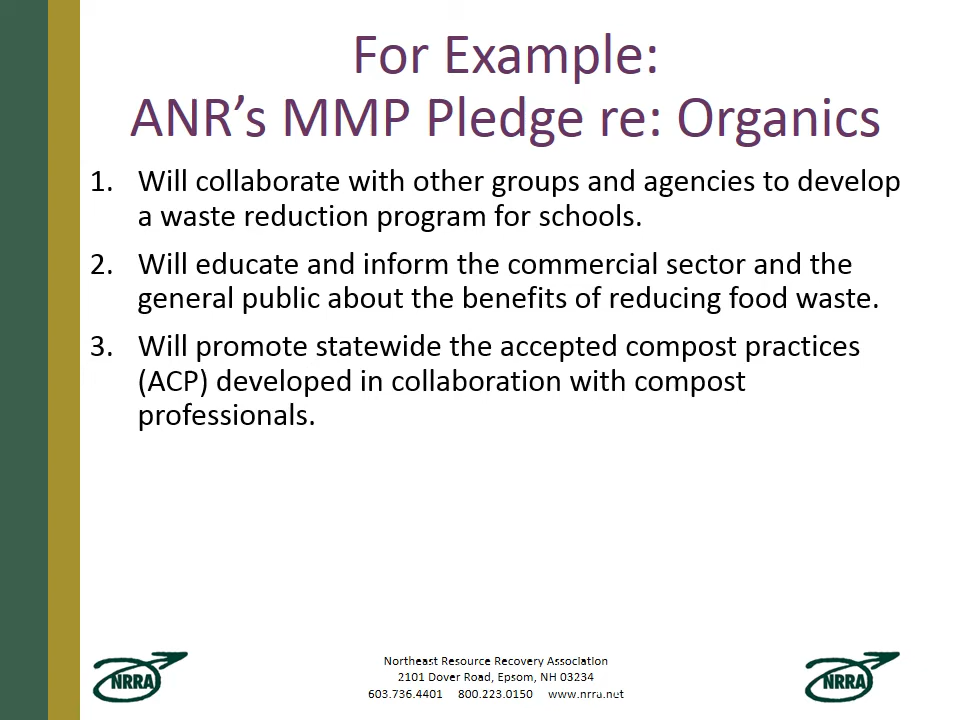 For Example:
ANR’s MMP Pledge re: Organics
1. Will collaborate with other groups and agencies to develop
a waste reduction program for schools.
2. Will educate and inform the commercial sector and the
general public about the benefits of reducing food waste.
3. Will promote statewide the accepted compost practices
(ACP) developed in collaboration with compost
professionals.
NRRA
Northeast Resource Recovery Association
2101 Dover Road, Epsom, NH 03234
603.736.4401 800.223.0150 www.nrra.net
NRRA